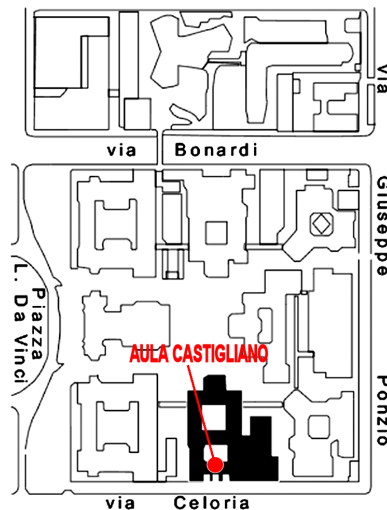 via
via Bonardi
Giuseppe
Piazza
L. Da Vinci
AULA CASTIGLIANO
Ponzio
via Celoria